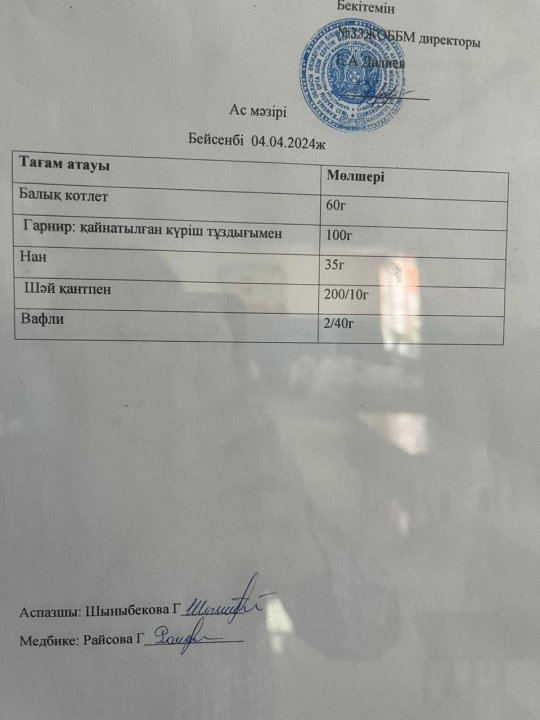 Бекітемін
№33ЖОББМ директоры
Ас мәзірі
Бейсенбі 04.04.2024ж
Тағам атауы Мөлшері
Балық котлет 60г
Гарнир: қайнатылған күріш тұздығымен 100г
Нан 35г
Шәй қантпен 200/10г
Вафли 2/40г
Аспазшы: Шыныбекова Г
Медбике: Райсова Г